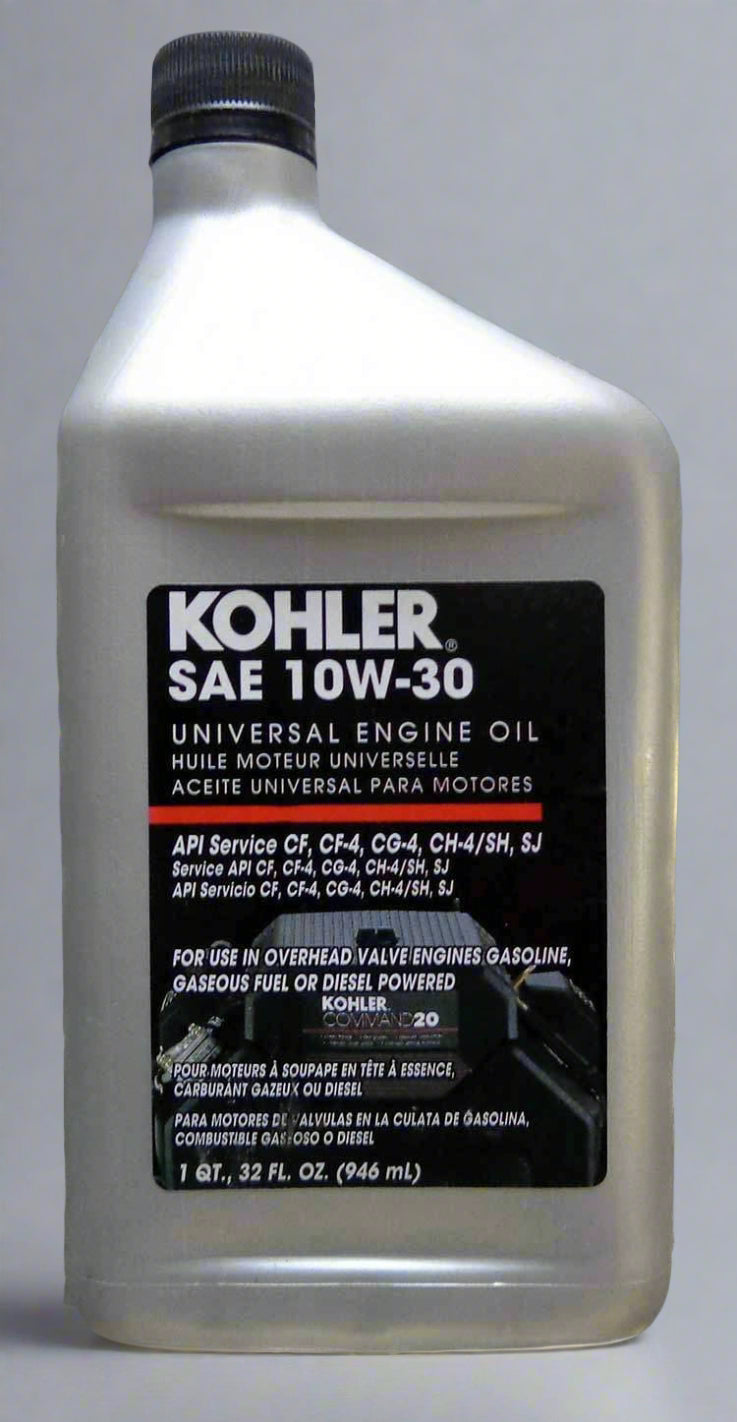 KOHLER®
SAE 10W-30
UNIVERSAL ENGINE OIL
HUILE MOTEUR UNIVERSELLE
ACEITE UNIVERSAL PARA MOTORES
API Service CF, CF-4, CG-4, CH-4/SH, SJ
Service API CF, CF-4, CG-4, CH-4/SH, SJ
API Servicio CF, CF-4, CG-4, CH-4/SH, SJ
FOR USE IN OVERHEAD VALVE ENGINES GASOLINE,
GASEOUS FUEL OR DIESEL POWERED
KOHLER.
COMMAND20
POUR MOTEURS À SOUPAPE EN TÊTE À ESSENCE,
CARBURANT GAZEUX OU DIESEL
PARA MOTORES DE VALVULAS EN LA CULATA DE GASOLINA,
COMBUSTIBLE GASEOSO O DIESEL
1 QT., 32 FL. OZ. (946 mL)